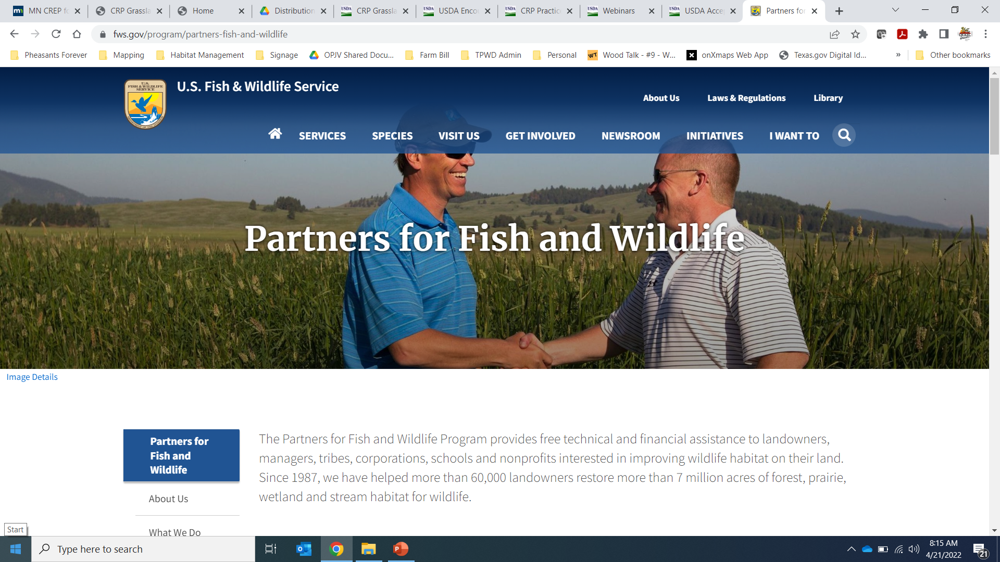 MN CREP fo
CRP Grassla
Home
Distribution
CRP Grassla
USDA Encou
CRP Practic
Webinars
USDA Accep
Partners for
fws.gov/program/partners-fish-and-wildlife
Pheasants Forever
Mapping
Habitat Management
Signage
OPJV Shared Docu...
Farm Bill
TPWD Admin
Personal
WT
Wood Talk - #9 - W...
onXmaps Web App
Texas.gov Digital Id...
»
Other bookmarks
U.S.
FISH & WILDLIFE
SERVICE
DEPARTMENT OF THE INTERIOR
U.S. Fish & Wildlife Service
About Us
Laws & Regulations
Library
SERVICES
SPECIES
VISIT US
GET INVOLVED
NEWSROOM
INITIATIVES
I WANT TO
Partners for Fish and Wildlife
Image Details
Partners for
Fish and
Wildlife
About Us
What We Do
The Partners for Fish and Wildlife Program provides free technical and financial assistance to landowners,
managers, tribes, corporations, schools and nonprofits interested in improving wildlife habitat on their land.
Since 1987, we have helped more than 60,000 landowners restore more than 7 million acres of forest, prairie,
wetland and stream habitat for wildlife.
Start
Type here to search
8:15 AM
4/21/2022
21